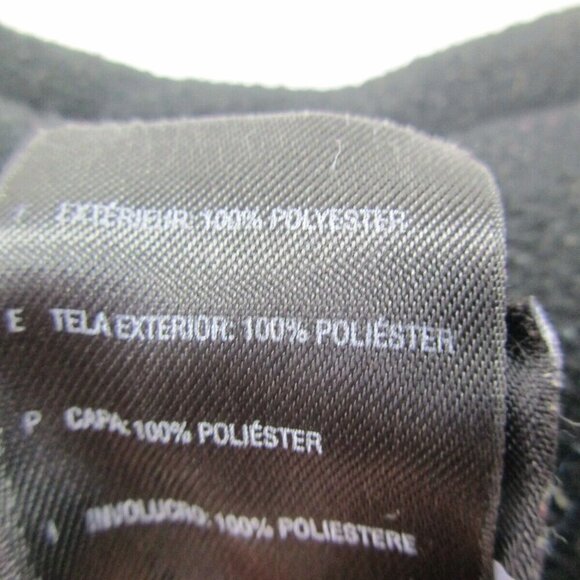 EXTÉRIEUR: 100% POLYESTER
E TELA EXTERIOR: 100% POLIÉSTER
P CAPA: 100% POLIÉSTER
I INVOLUCRO: 100% POLIESTERE